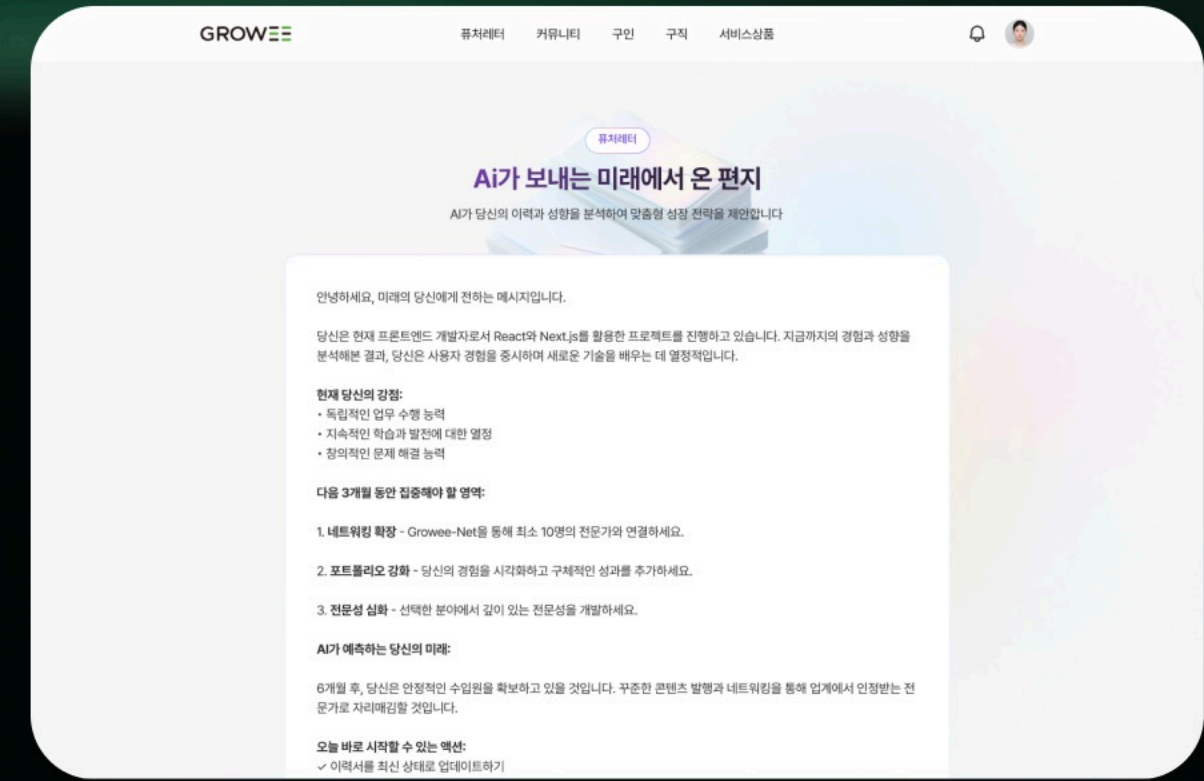 GROWEE
퓨처레터 커뮤니티 구인 구직 서비스상품
퓨처레터
Ai가 보내는 미래에서 온 편지
AI가 당신의 이력과 성향을 분석하여 맞춤형 성장 전략을 제안합니다
안녕하세요, 미래의 당신에게 전하는 메시지입니다.
당신은 현재 프론트엔드 개발자로서 React와 Next.js를 활용한 프로젝트를 진행하고 있습니다. 지금까지의 경험과 성향을
분석해본 결과, 당신은 사용자 경험을 중시하며 새로운 기술을 배우는 데 열정적입니다.
현재 당신의 강점:
• 독립적인 업무 수행 능력
• 지속적인 학습과 발전에 대한 열정
• 창의적인 문제 해결 능력
다음 3개월 동안 집중해야 할 영역:
1. 네트워킹 확장 - Growee-Net을 통해 최소 10명의 전문가와 연결하세요.
2. 포트폴리오 강화 - 당신의 경험을 시각화하고 구체적인 성과를 추가하세요.
3. 전문성 심화 - 선택한 분야에서 깊이 있는 전문성을 개발하세요.
AI가 예측하는 당신의 미래:
6개월 후, 당신은 안정적인 수입원을 확보하고 있을 것입니다. 꾸준한 콘텐츠 발행과 네트워킹을 통해 업계에서 인정받는 전
문가로 자리매김할 것입니다.
오늘 바로 시작할 수 있는 액션:
✓ 이력서를 최신 상태로 업데이트하기